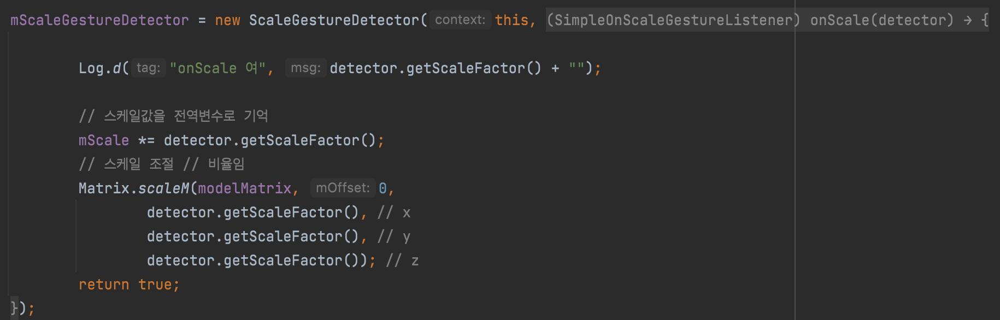 mScaleGestureDetector = new ScaleGestureDetector( context: this, (SimpleOnScaleGestureListener) onScale(detector) → {
Log.d( tag: "onScale 여", msg: detector.getScaleFactor() + "");
// 스케일값을 전역변수로 기억
mScale *= detector.getScaleFactor();
// 스케일 조절 // 비율임
Matrix.scaleM(modelMatrix, mOffset: 0,
detector.getScaleFactor(), // x
detector.getScaleFactor(), // y
detector.getScaleFactor()); // z
return true;
});